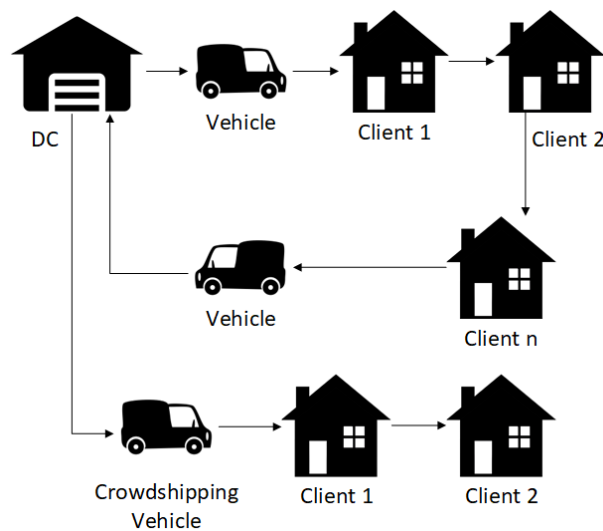 Vehicle
Client 1
DC
Client 2
Vehicle
Client n
Crowdshipping
Vehicle
Client 1
Client 2